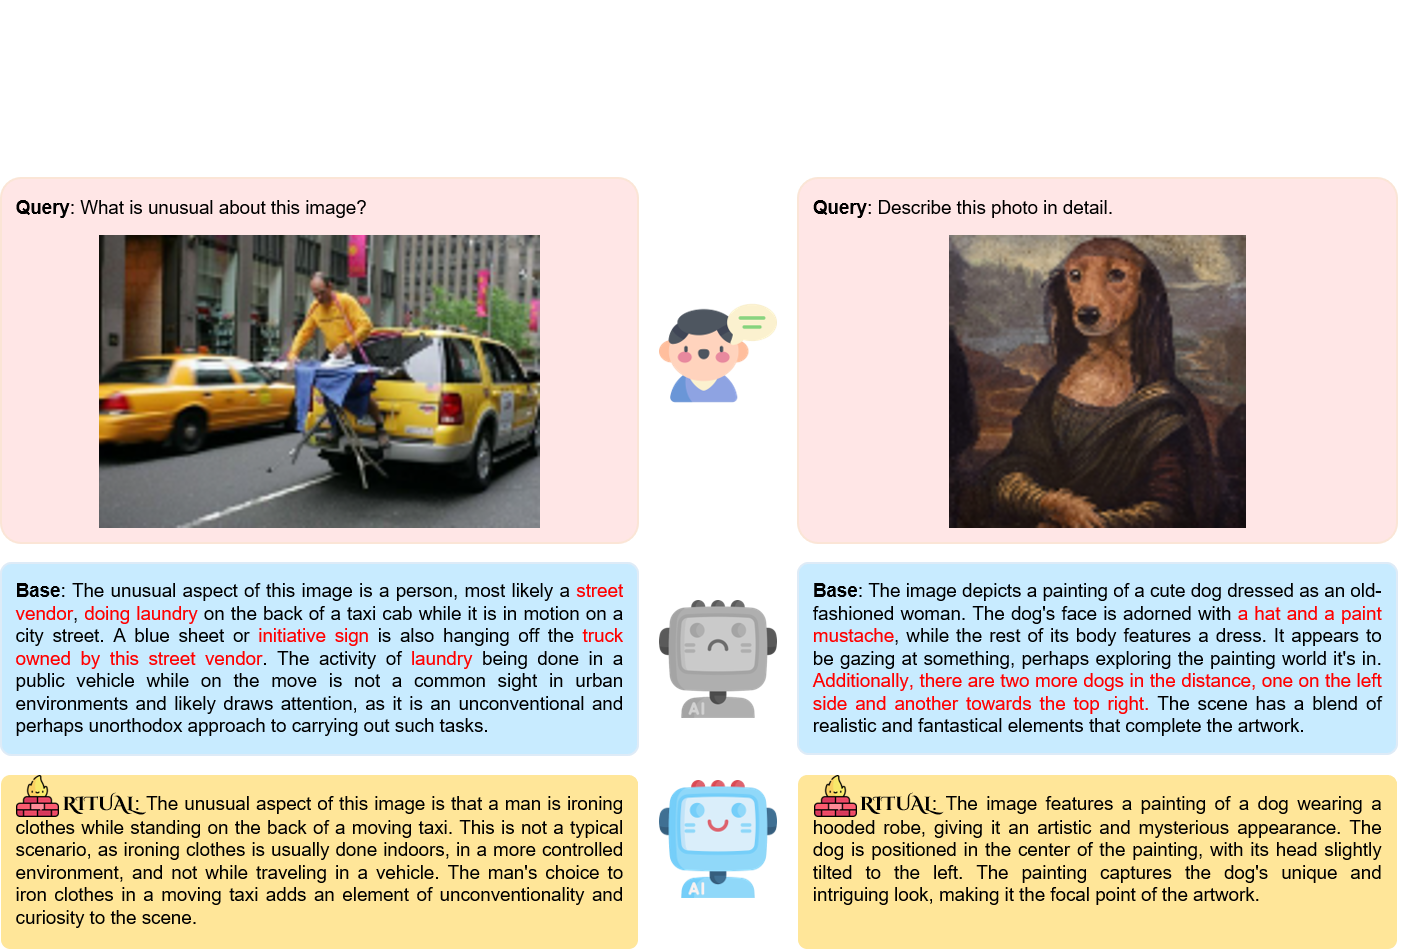 Query: What is unusual about this image?
Base: The unusual aspect of this image is a person, most likely a street
vendor, doing laundry on the back of a taxi cab while it is in motion on a
city street. A blue sheet or initiative sign is also hanging off the truck
owned by this street vendor. The activity of laundry being done in a
public vehicle while on the move is not a common sight in urban
environments and likely draws attention, as it is an unconventional and
perhaps unorthodox approach to carrying out such tasks.
RITUAL: The unusual aspect of this image is that a man is ironing
clothes while standing on the back of a moving taxi. This is not a typical
scenario, as ironing clothes is usually done indoors, in a more controlled
environment, and not while traveling in a vehicle. The man's choice to
iron clothes in a moving taxi adds an element of unconventionality and
curiosity to the scene.
AI
AI
Query: Describe this photo in detail.
Base: The image depicts a painting of a cute dog dressed as an old-
fashioned woman. The dog's face is adorned with a hat and a paint
mustache, while the rest of its body features a dress. It appears to
be gazing at something, perhaps exploring the painting world it's in.
Additionally, there are two more dogs in the distance, one on the left
side and another towards the top right. The scene has a blend of
realistic and fantastical elements that complete the artwork.
RITUAL: The image features a painting of a dog wearing a
hooded robe, giving it an artistic and mysterious appearance. The
dog is positioned in the center of the painting, with its head slightly
tilted to the left. The painting captures the dog's unique and
intriguing look, making it the focal point of the artwork.